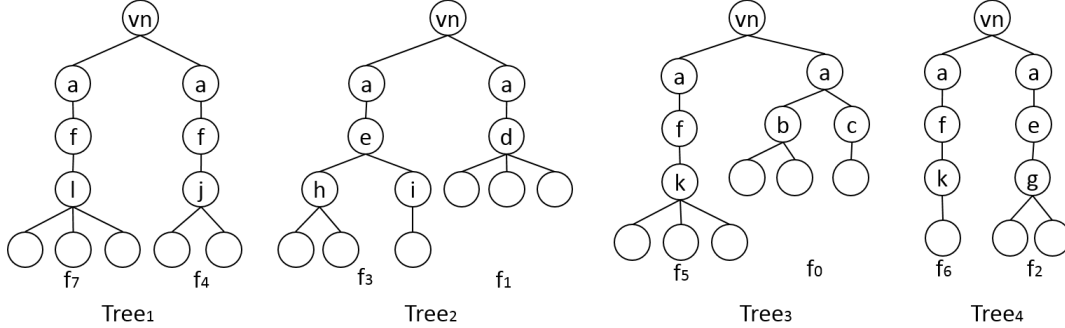 vn vn vn vn
a a a a a a a a
f f e d f b c f e
l j h i k k g
f7 f4 f3 f1 f5 f0 f6 f2
Tree1 Tree2 Tree3 Tree4